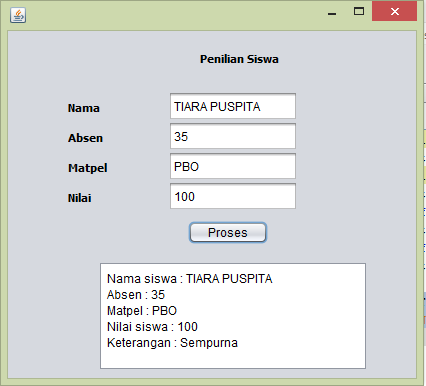 Penilian Siswa
Nama TIARA PUSPITA
Absen 35
Matpel PBO
Nilai 100
Proses
Nama siswa : TIARA PUSPITA
Absen : 35
Matpel : PBO
Nilai siswa : 100
Keterangan : Sempurna